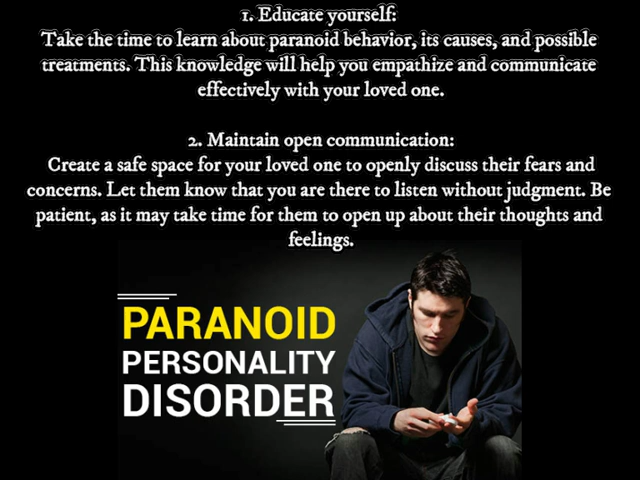 1. Educate yourself:
Take the time to learn about paranoid behavior, its causes, and possible
treatments. This knowledge will help you empathize and communicate
effectively with your loved one.
2. Maintain open communication:
Create a safe space for your loved one to openly discuss their fears and
concerns. Let them know that you are there to listen without judgment. Be
patient, as it may take time for them to open up about their thoughts and
feelings.
PARANOID
PERSONALITY
DISORDER